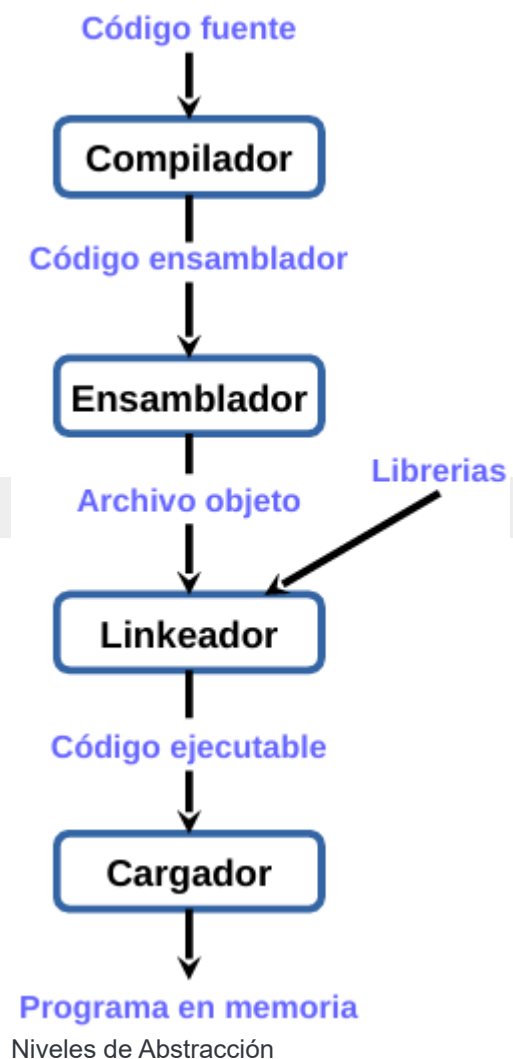 Código fuente
Compilador
Código ensamblador
Ensamblador
Librerias
Archivo objeto
Linkeador
Código ejecutable
Cargador
Programa en memoria
Niveles de Abstracción